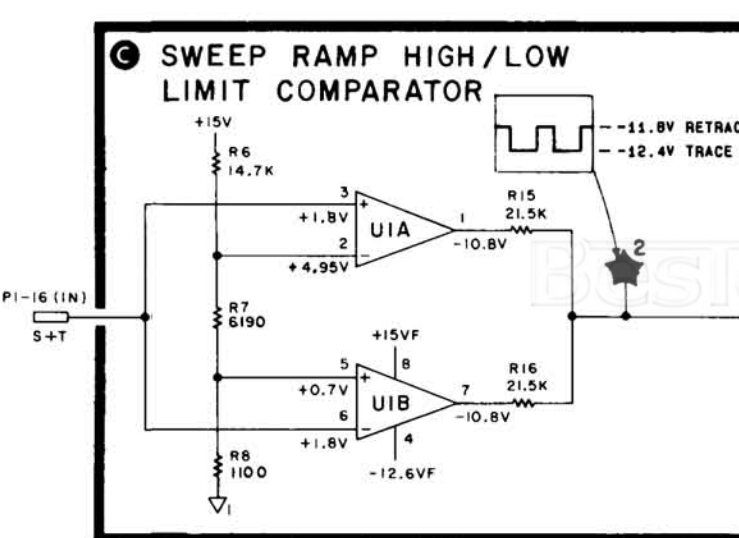 C SWEEP RAMP HIGH/LOW
LIMIT COMPARATOR
-11.8V RETRAC
-12.4V TRACE
+15V
R6
14.7K
3
+
+1.8V
U1A
1
-10.8V
R15
21.5K
2
-
+4.95V
2
P1-16 (IN)
S+T
R7
6190
+15VF
8
5
+
+0.7V
U1B
7
-10.8V
R16
21.5K
6
-
+1.8V
4
-12.6VF
R8
1100
1